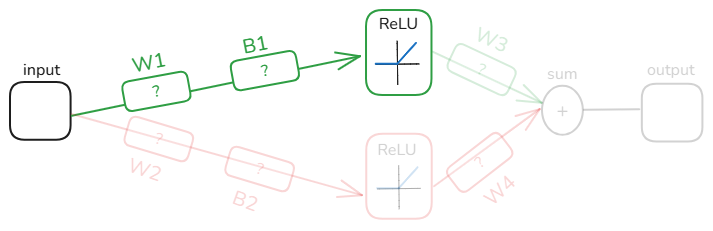 input
W1
?
B1
?
ReLU
W3
?
sum
+
output
W2
?
B2
?
ReLU
W4
?